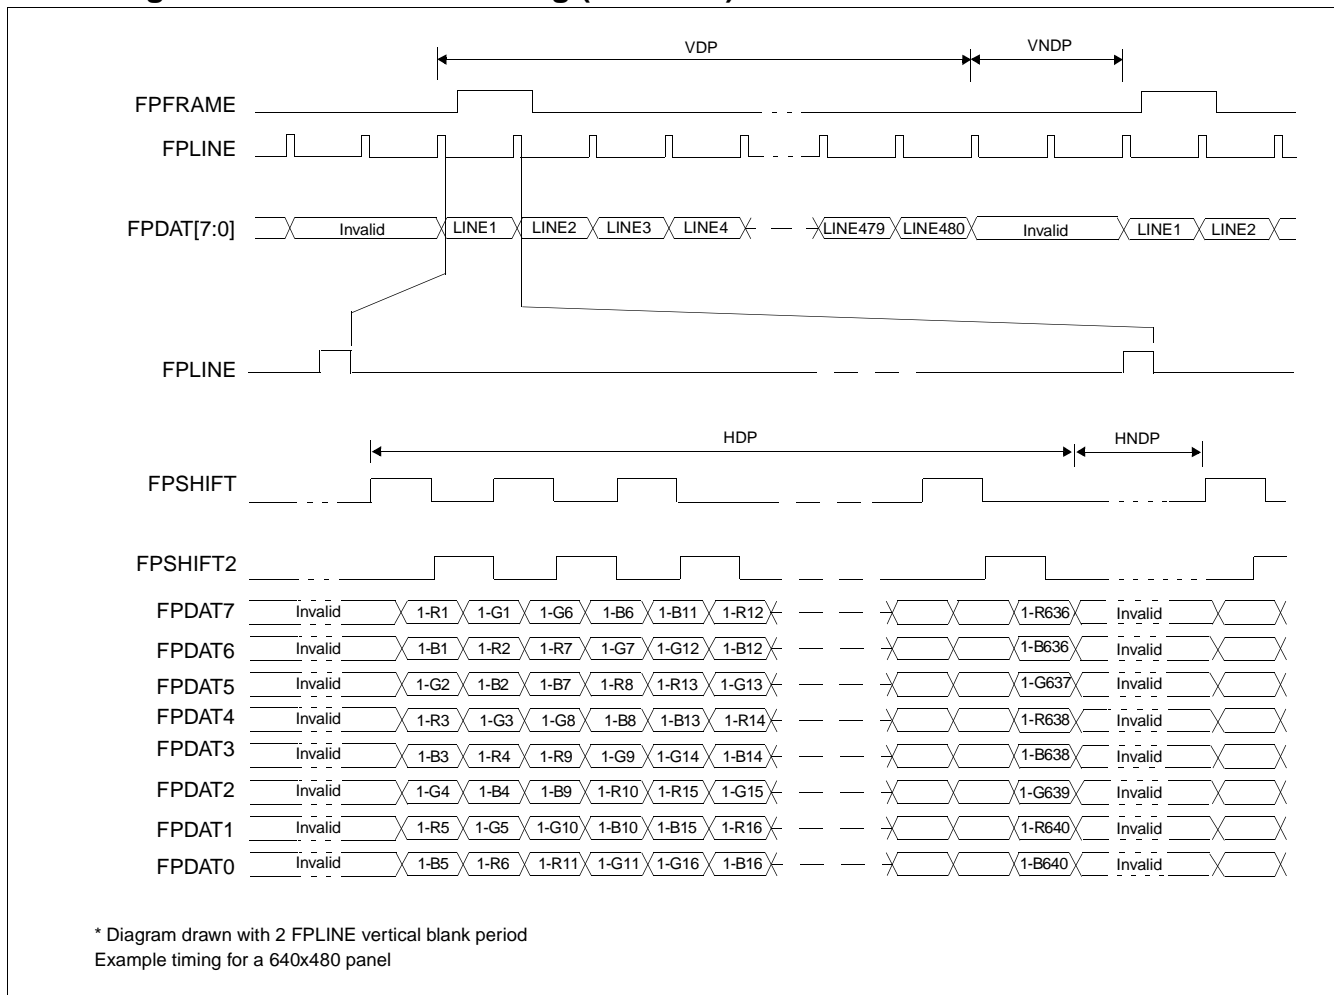 VDP VNDP
FPFRAME
FPLINE
FPDAT[7:0] Invalid LINE1 LINE2 LINE3 LINE4 LINE479 LINE480 Invalid LINE1 LINE2
FPLINE
HDP HNDP
FPSHIFT
FPSHIFT2
FPDAT7 Invalid 1-R1 1-G1 1-G6 1-B6 1-B11 1-R12 1-R636 Invalid
FPDAT6 Invalid 1-B1 1-R2 1-R7 1-G7 1-G12 1-B12 1-B636 Invalid
FPDAT5 Invalid 1-G2 1-B2 1-B7 1-R8 1-R13 1-G13 1-G637 Invalid
FPDAT4 Invalid 1-R3 1-G3 1-G8 1-B8 1-B13 1-R14 1-R638 Invalid
FPDAT3 Invalid 1-B3 1-R4 1-R9 1-G9 1-G14 1-B14 1-B638 Invalid
FPDAT2 Invalid 1-G4 1-B4 1-B9 1-R10 1-R15 1-G15 1-G639 Invalid
FPDAT1 Invalid 1-R5 1-G5 1-G10 1-B10 1-B15 1-R16 1-R640 Invalid
FPDAT0 Invalid 1-B5 1-R6 1-R11 1-G11 1-G16 1-B16 1-B640 Invalid
* Diagram drawn with 2 FPLINE vertical blank period
Example timing for a 640x480 panel